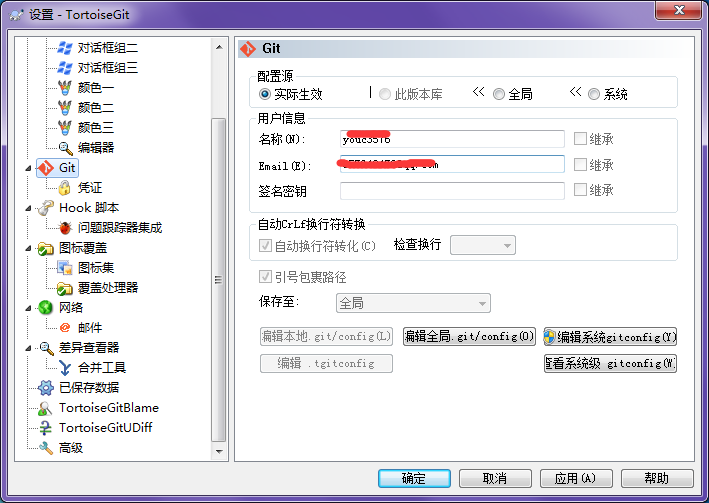 设置 - TortoiseGit
对话框组二
对话框组三
颜色一
颜色二
颜色三
编辑器
Git
凭证
Hook 脚本
问题跟踪器集成
图标覆盖
图标集
覆盖处理器
网络
邮件
差异查看器
合并工具
已保存数据
TortoiseGitBlame
TortoiseGitUDiff
高级
Git
配置源
实际生效 | 此版本库 << 全局 << 系统
用户信息
名称(N): 继承
Email(E): 继承
签名密钥 继承
自动CrLf换行符转换
自动换行符转化(C) 检查换行
引号包裹路径
保存至: 全局
编辑本地.git/config(L) 编辑全局.git/config(O) 编辑系统gitconfig(Y)
编辑 .tgitconfig 查看系统级 gitconfig(W)
确定 取消 应用(A) 帮助